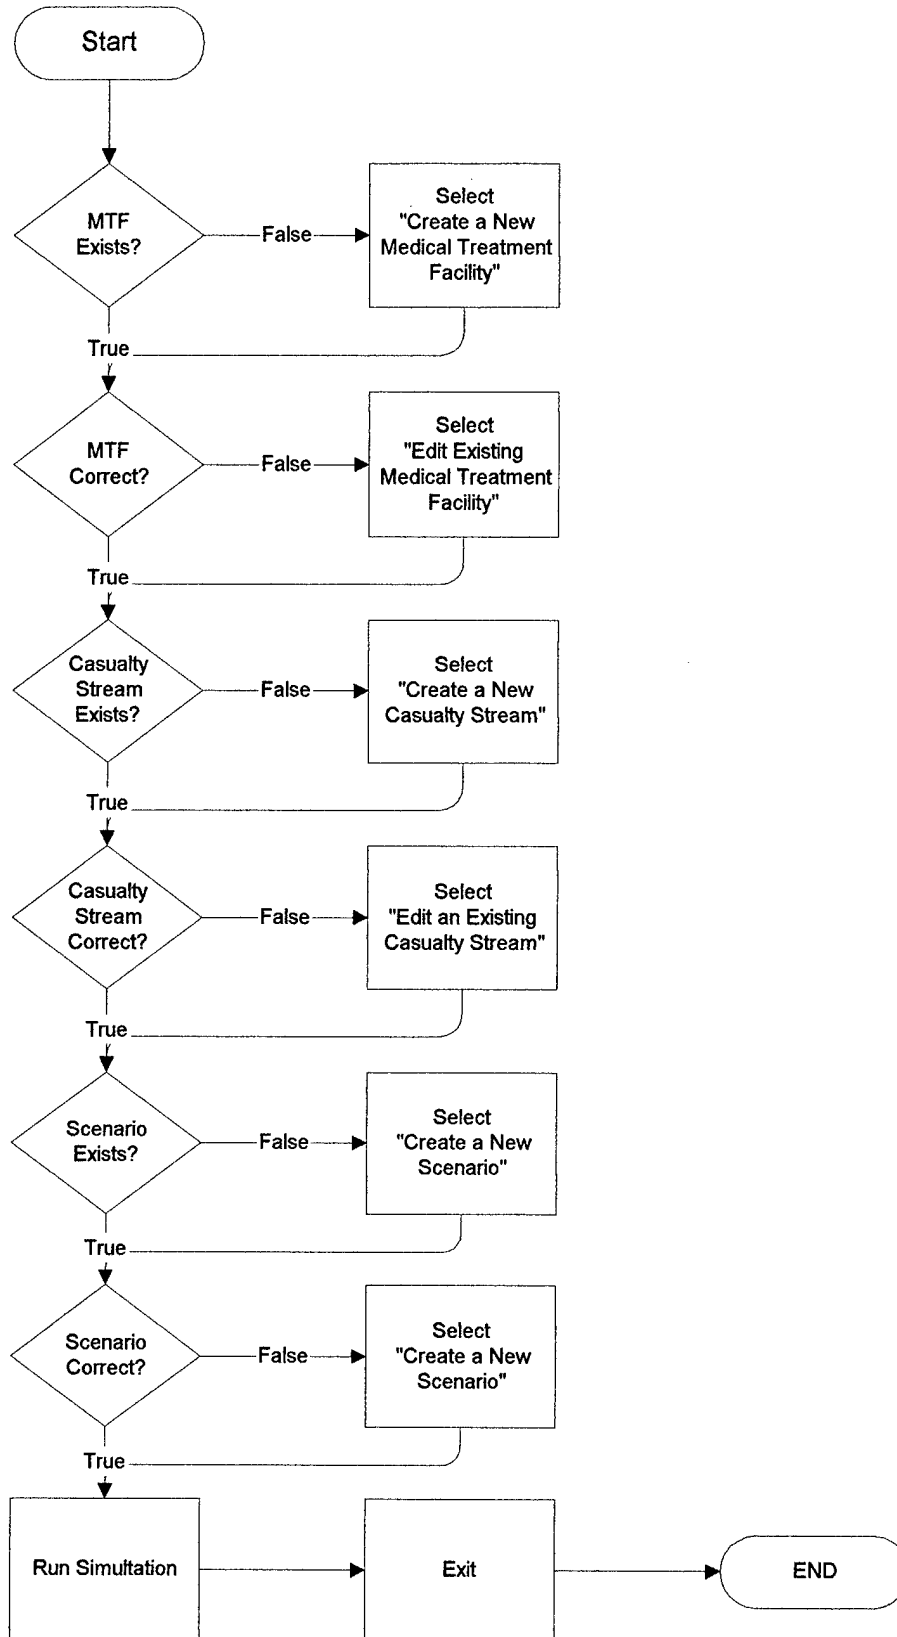 Start
MTF
Exists?
False
Select
"Create a New
Medical Treatment
Facility"
True
MTF
Correct?
False
Select
"Edit Existing
Medical Treatment
Facility"
True
Casualty
Stream
Exists?
False
Select
"Create a New
Casualty Stream"
True
Casualty
Stream
Correct?
False
Select
"Edit an Existing
Casualty Stream"
True
Scenario
Exists?
False
Select
"Create a New
Scenario"
True
Scenario
Correct?
False
Select
"Create a New
Scenario"
True
Run Simultation
Exit
END